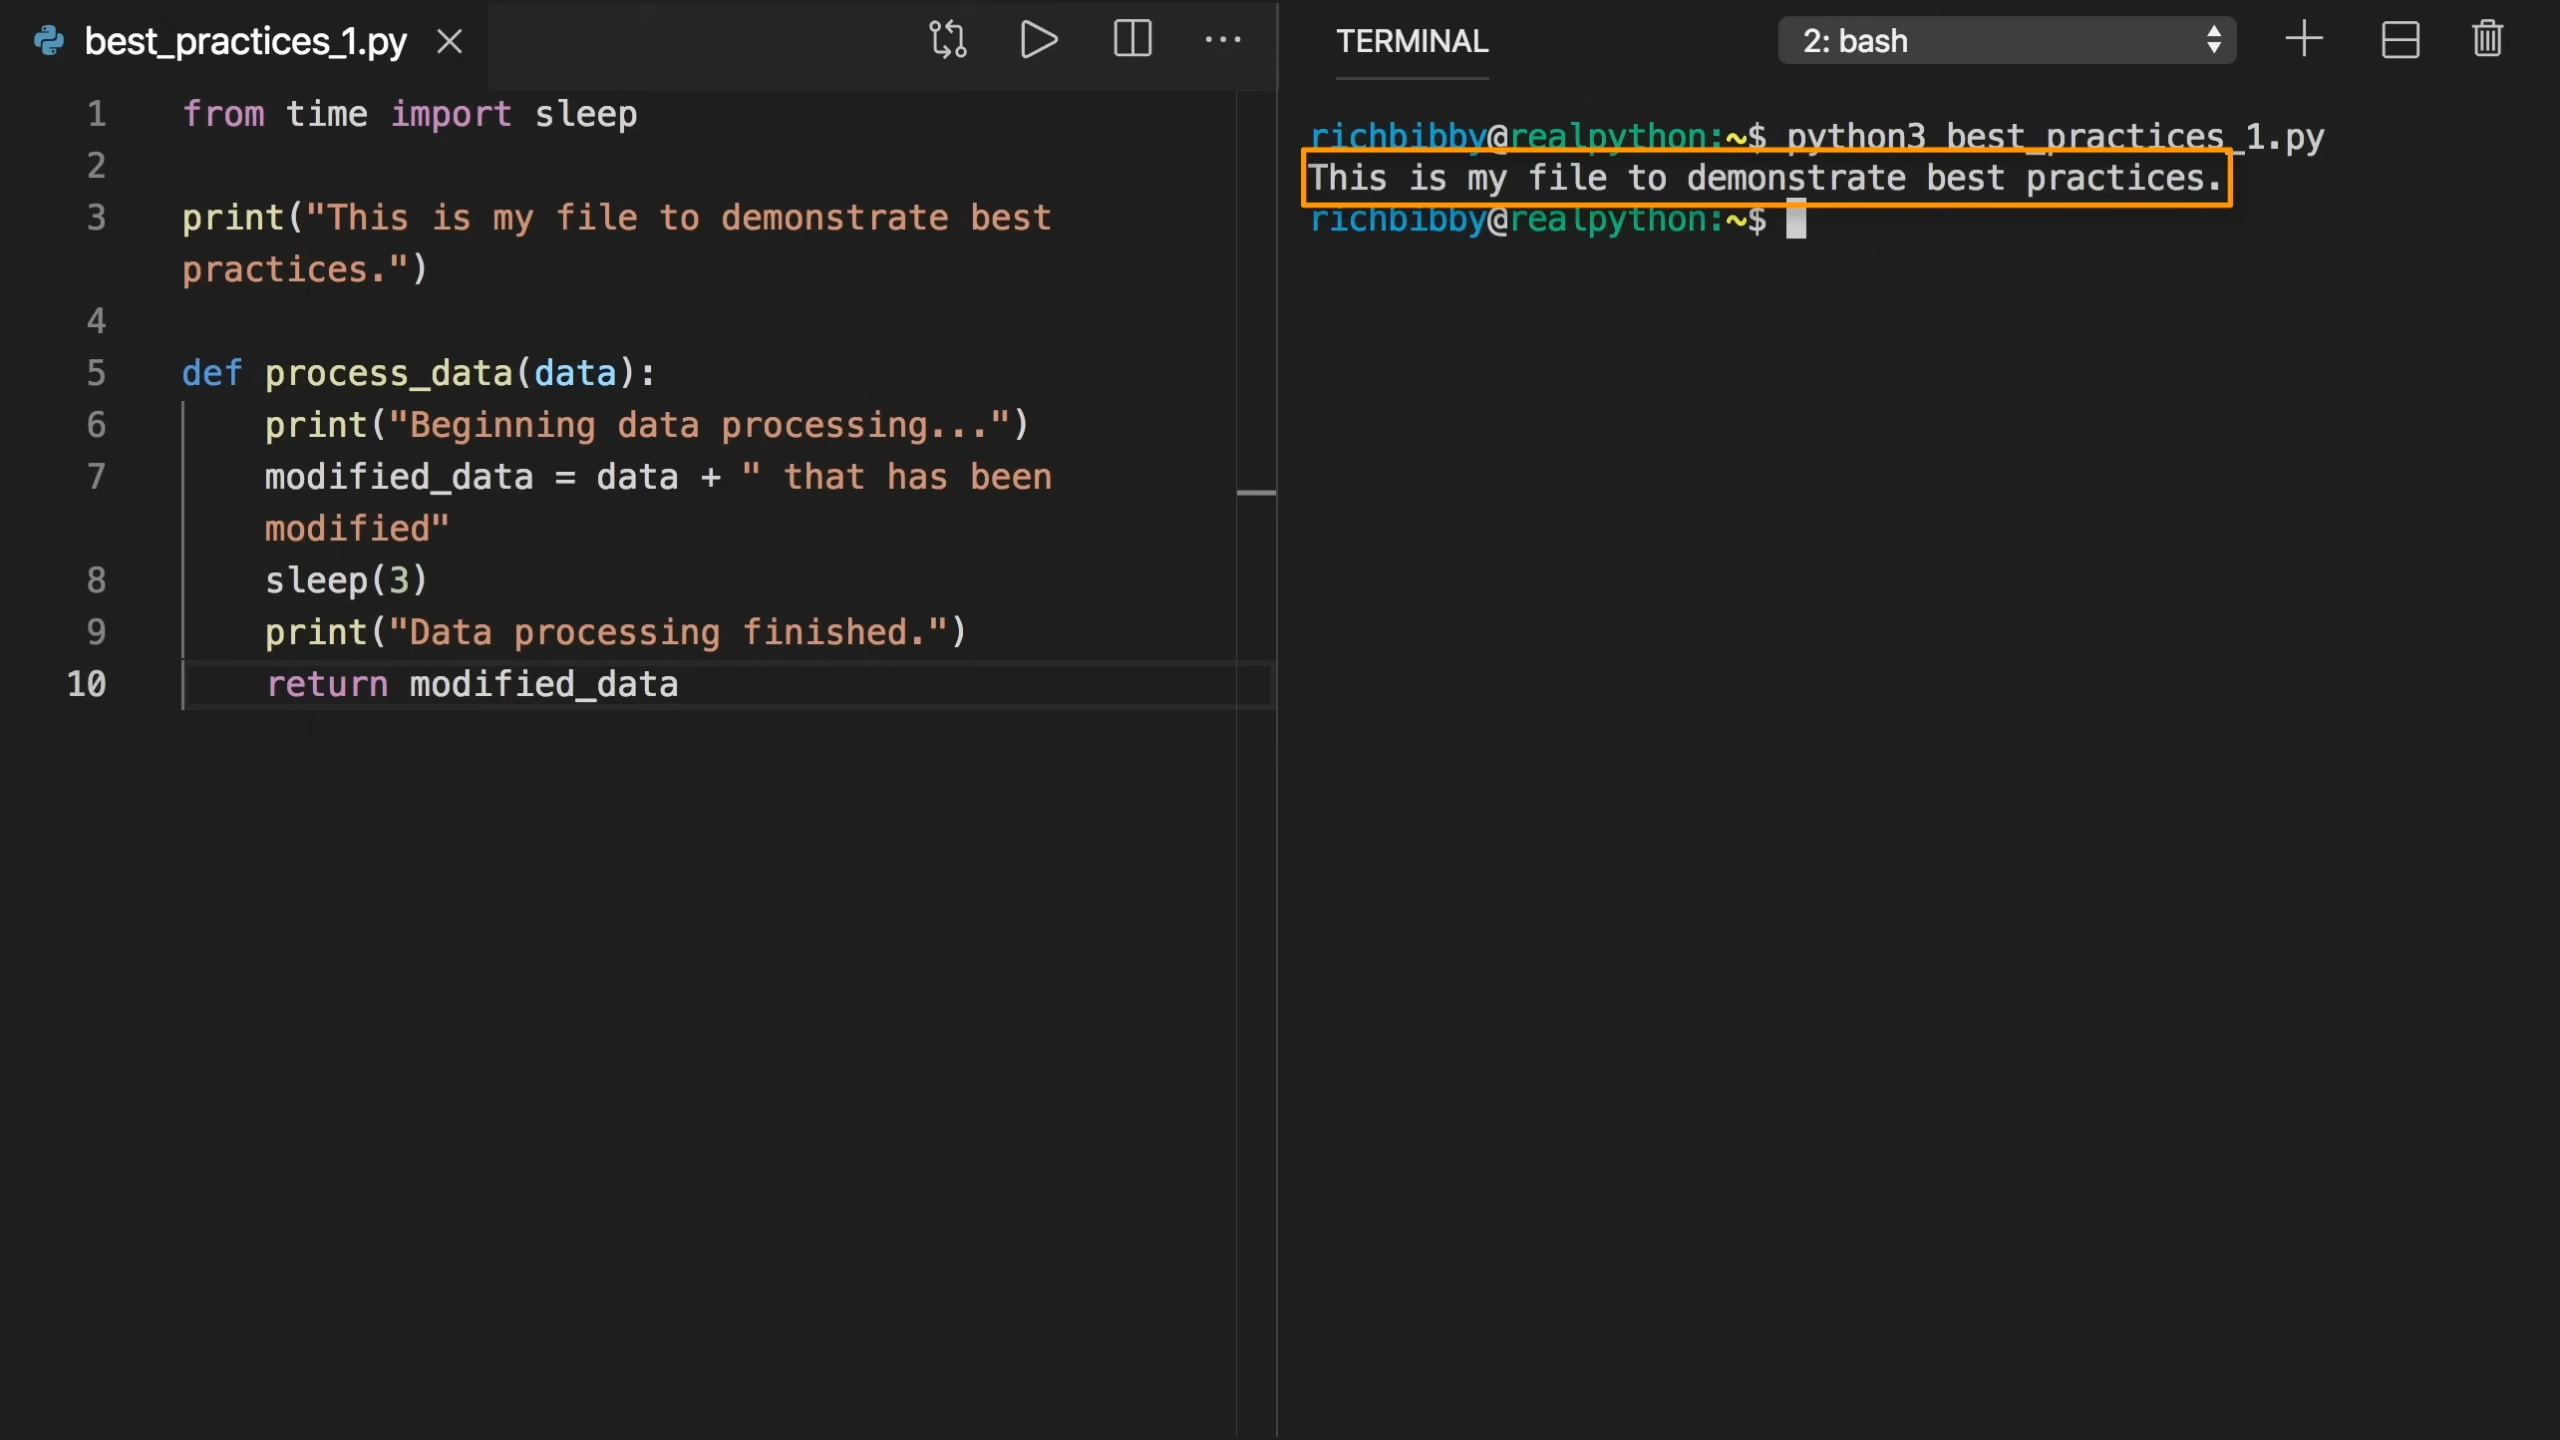 best_practices_1.py
1 from time import sleep
2
3 print("This is my file to demonstrate best
practices.")
4
5 def process_data(data):
6     print("Beginning data processing...")
7     modified_data = data + " that has been
modified"
8     sleep(3)
9     print("Data processing finished.")
10     return modified_data
TERMINAL
2: bash
richbibby@realpython:~$ python3 best_practices_1.py
This is my file to demonstrate best practices.
richbibby@realpython:~$